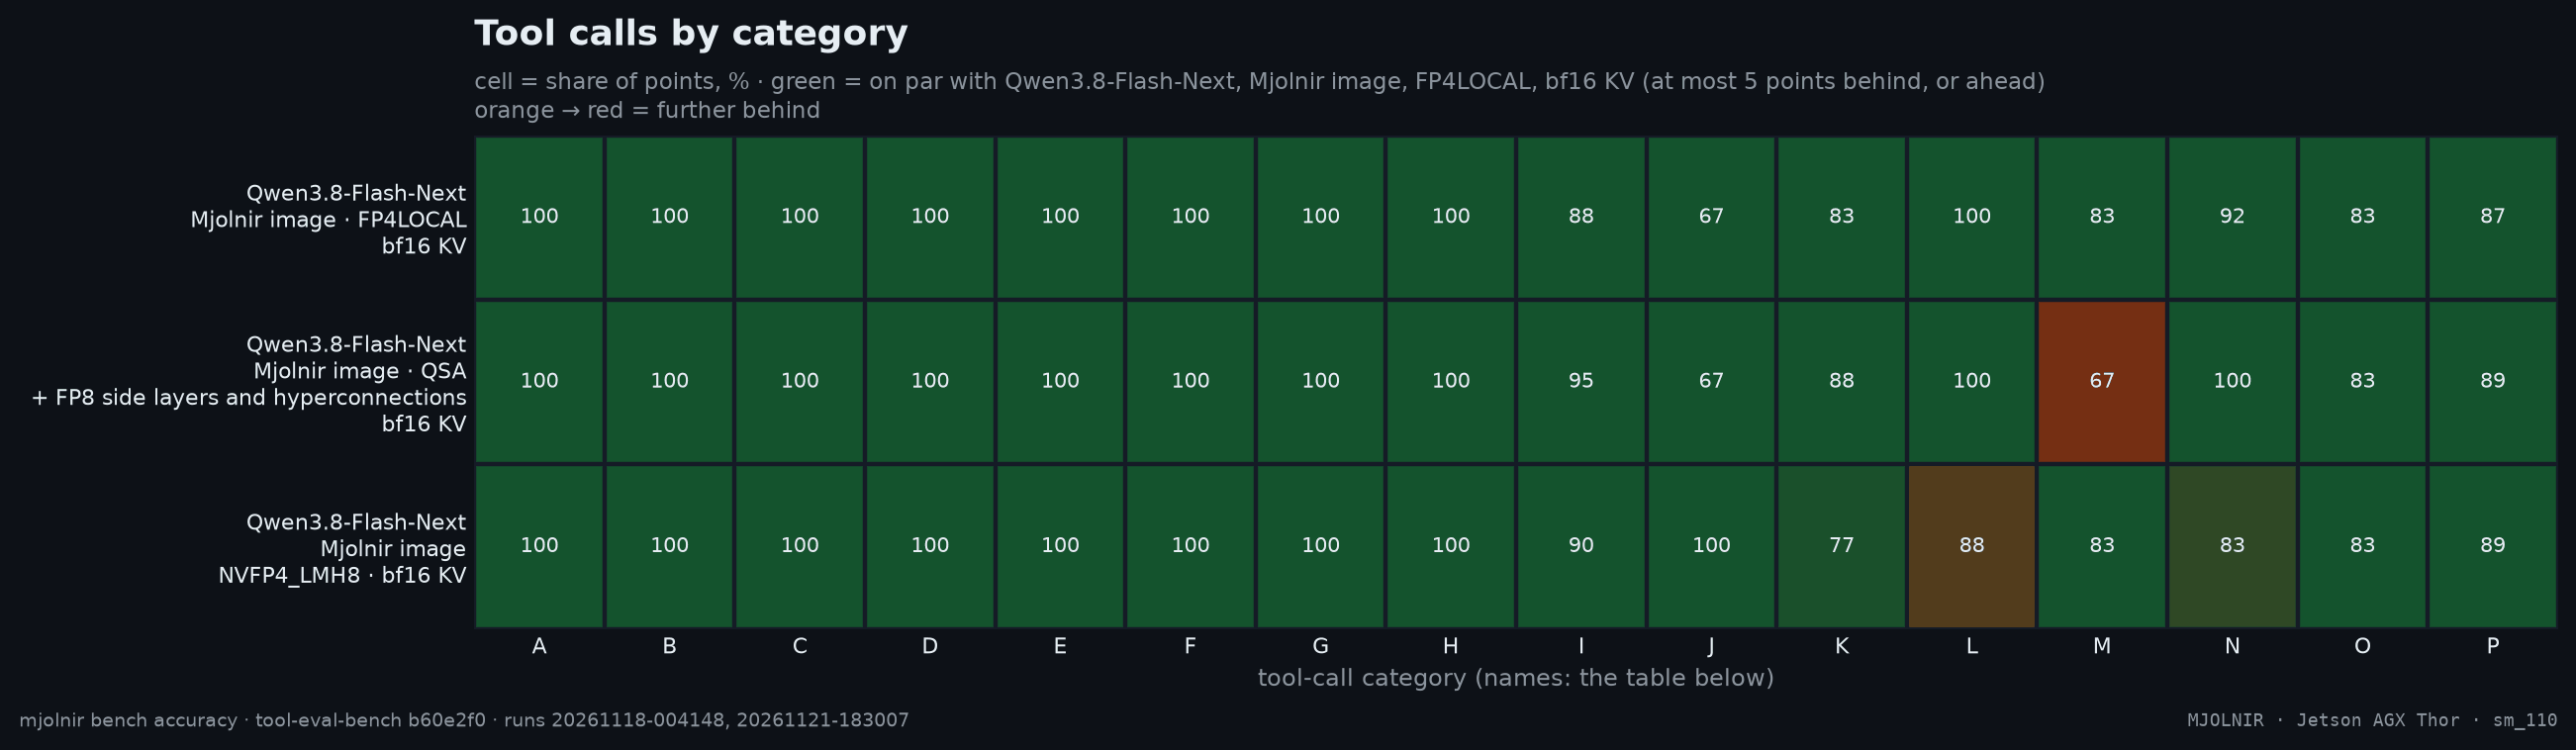 Tool calls by category
cell = share of points, % · green = on par with Qwen3.8-Flash-Next, Mjolnir image, FP4LOCAL, bf16 KV (at most 5 points behind, or ahead)
orange → red = further behind
Qwen3.8-Flash-Next
Mjolnir image · FP4LOCAL
bf16 KV
100 100 100 100 100 100 100 100 88 67 83 100 83 92 83 87
Qwen3.8-Flash-Next
Mjolnir image · QSA
+ FP8 side layers and hyperconnections
bf16 KV
100 100 100 100 100 100 100 100 95 67 88 100 67 100 83 89
Qwen3.8-Flash-Next
Mjolnir image
NVFP4_LMH8 · bf16 KV
100 100 100 100 100 100 100 100 90 100 77 88 83 83 83 89
A B C D E F G H I J K L M N O P
tool-call category (names: the table below)
mjolnir bench accuracy · tool-eval-bench b60e2f0 · runs 20261118-004148, 20261121-183007
MJOLNIR · Jetson AGX Thor · sm_110